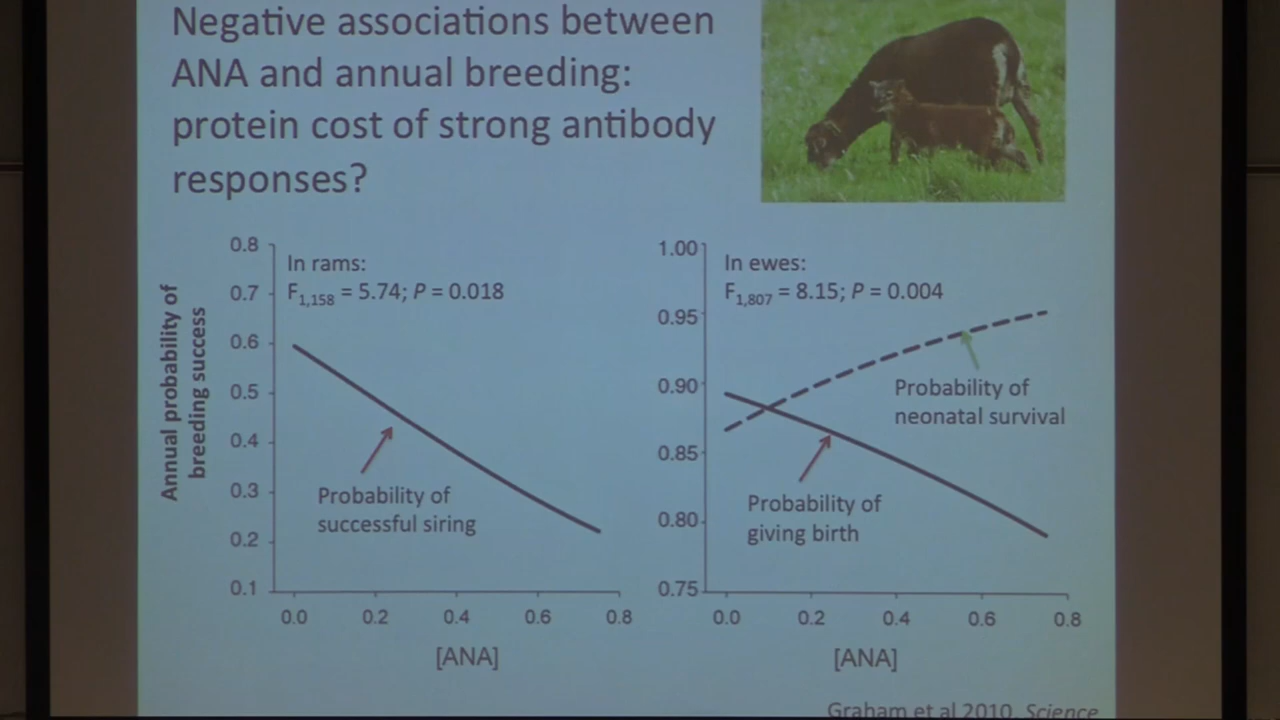 Negative associations between
ANA and annual breeding:
protein cost of strong antibody
responses?
Annual probability of
breeding success
0.8
0.7
0.6
0.5
0.4
0.3
0.2
0.1
In rams:
F1,158 = 5.74; P = 0.018
Probability of
successful siring
0.0 0.2 0.4 0.6 0.8
[ANA]
1.00
0.95
0.90
0.85
0.80
0.75
In ewes:
F1,807 = 8.15; P = 0.004
Probability of
neonatal survival
Probability of
giving birth
0.0 0.2 0.4 0.6 0.8
[ANA]
Graham et al 2010, Science